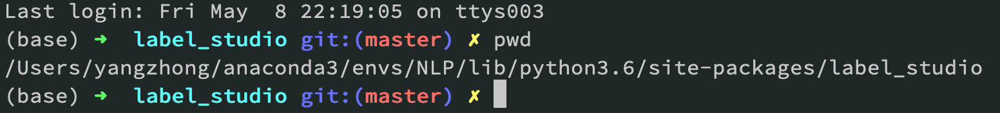 Last login: Fri May  8 22:19:05 on ttys003
(base) ➜  label_studio git:(master) ✗ pwd
/Users/yangzhong/anaconda3/envs/NLP/lib/python3.6/site-packages/label_studio
(base) ➜  label_studio git:(master) ✗